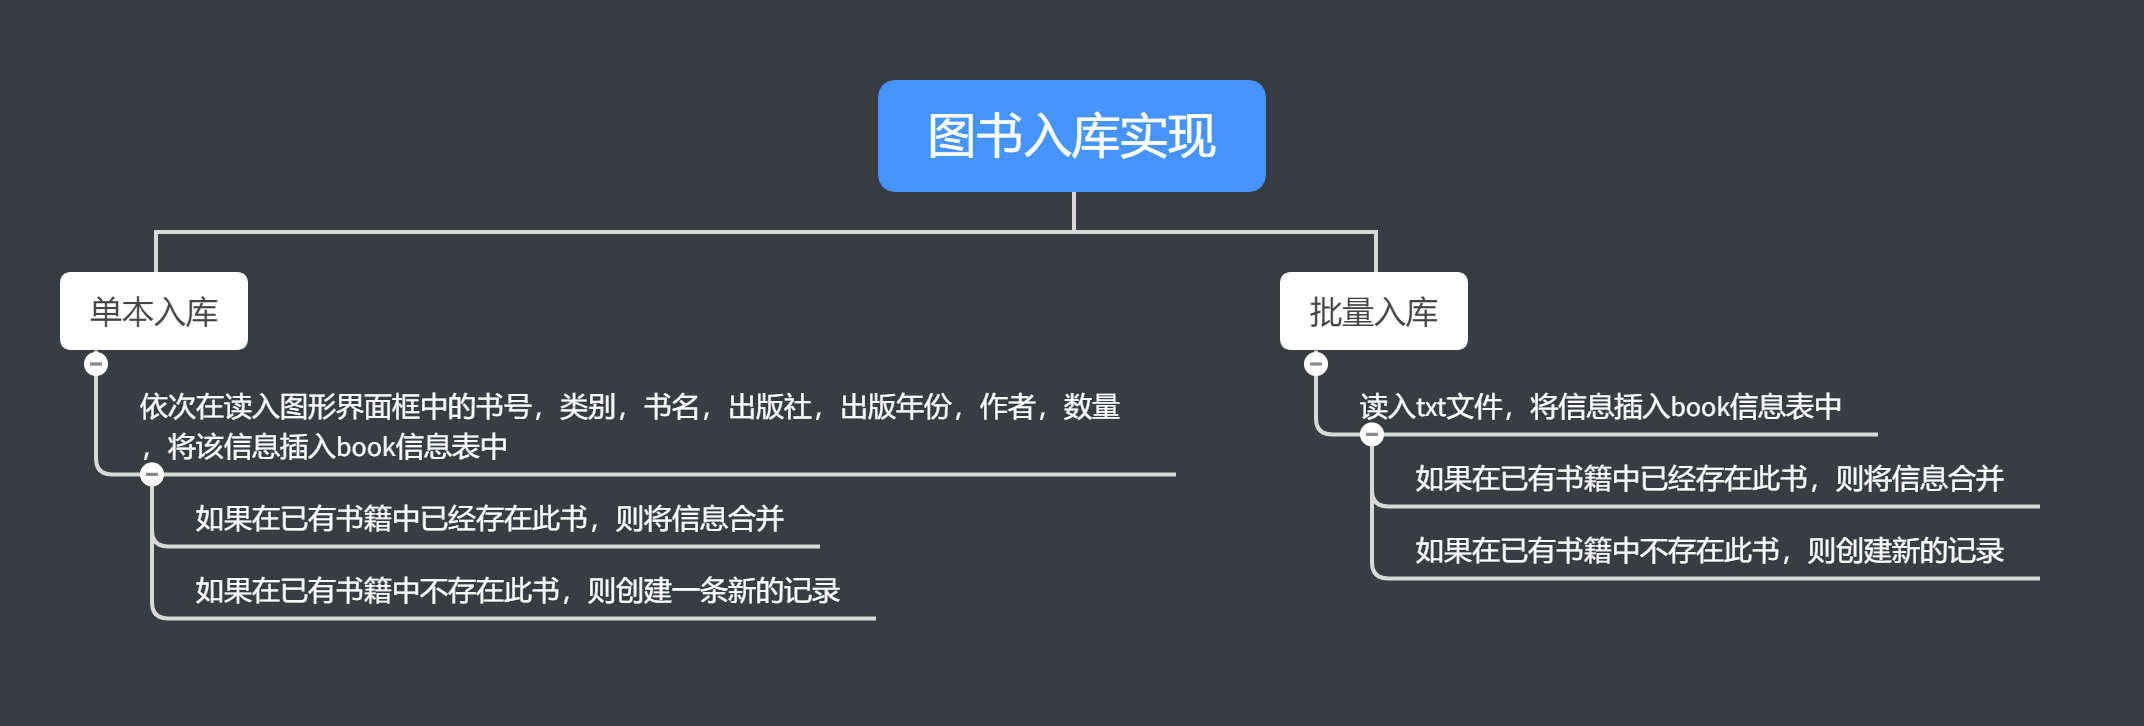 图书入库实现
单本入库
依次在读入图形界面框中的书号，类别，书名，出版社，出版年份，作者，数量
，将该信息插入book信息表中
如果在已有书籍中已经存在此书，则将信息合并
如果在已有书籍中不存在此书，则创建一条新的记录
批量入库
读入txt文件，将信息插入book信息表中
如果在已有书籍中已经存在此书，则将信息合并
如果在已有书籍中不存在此书，则创建新的记录